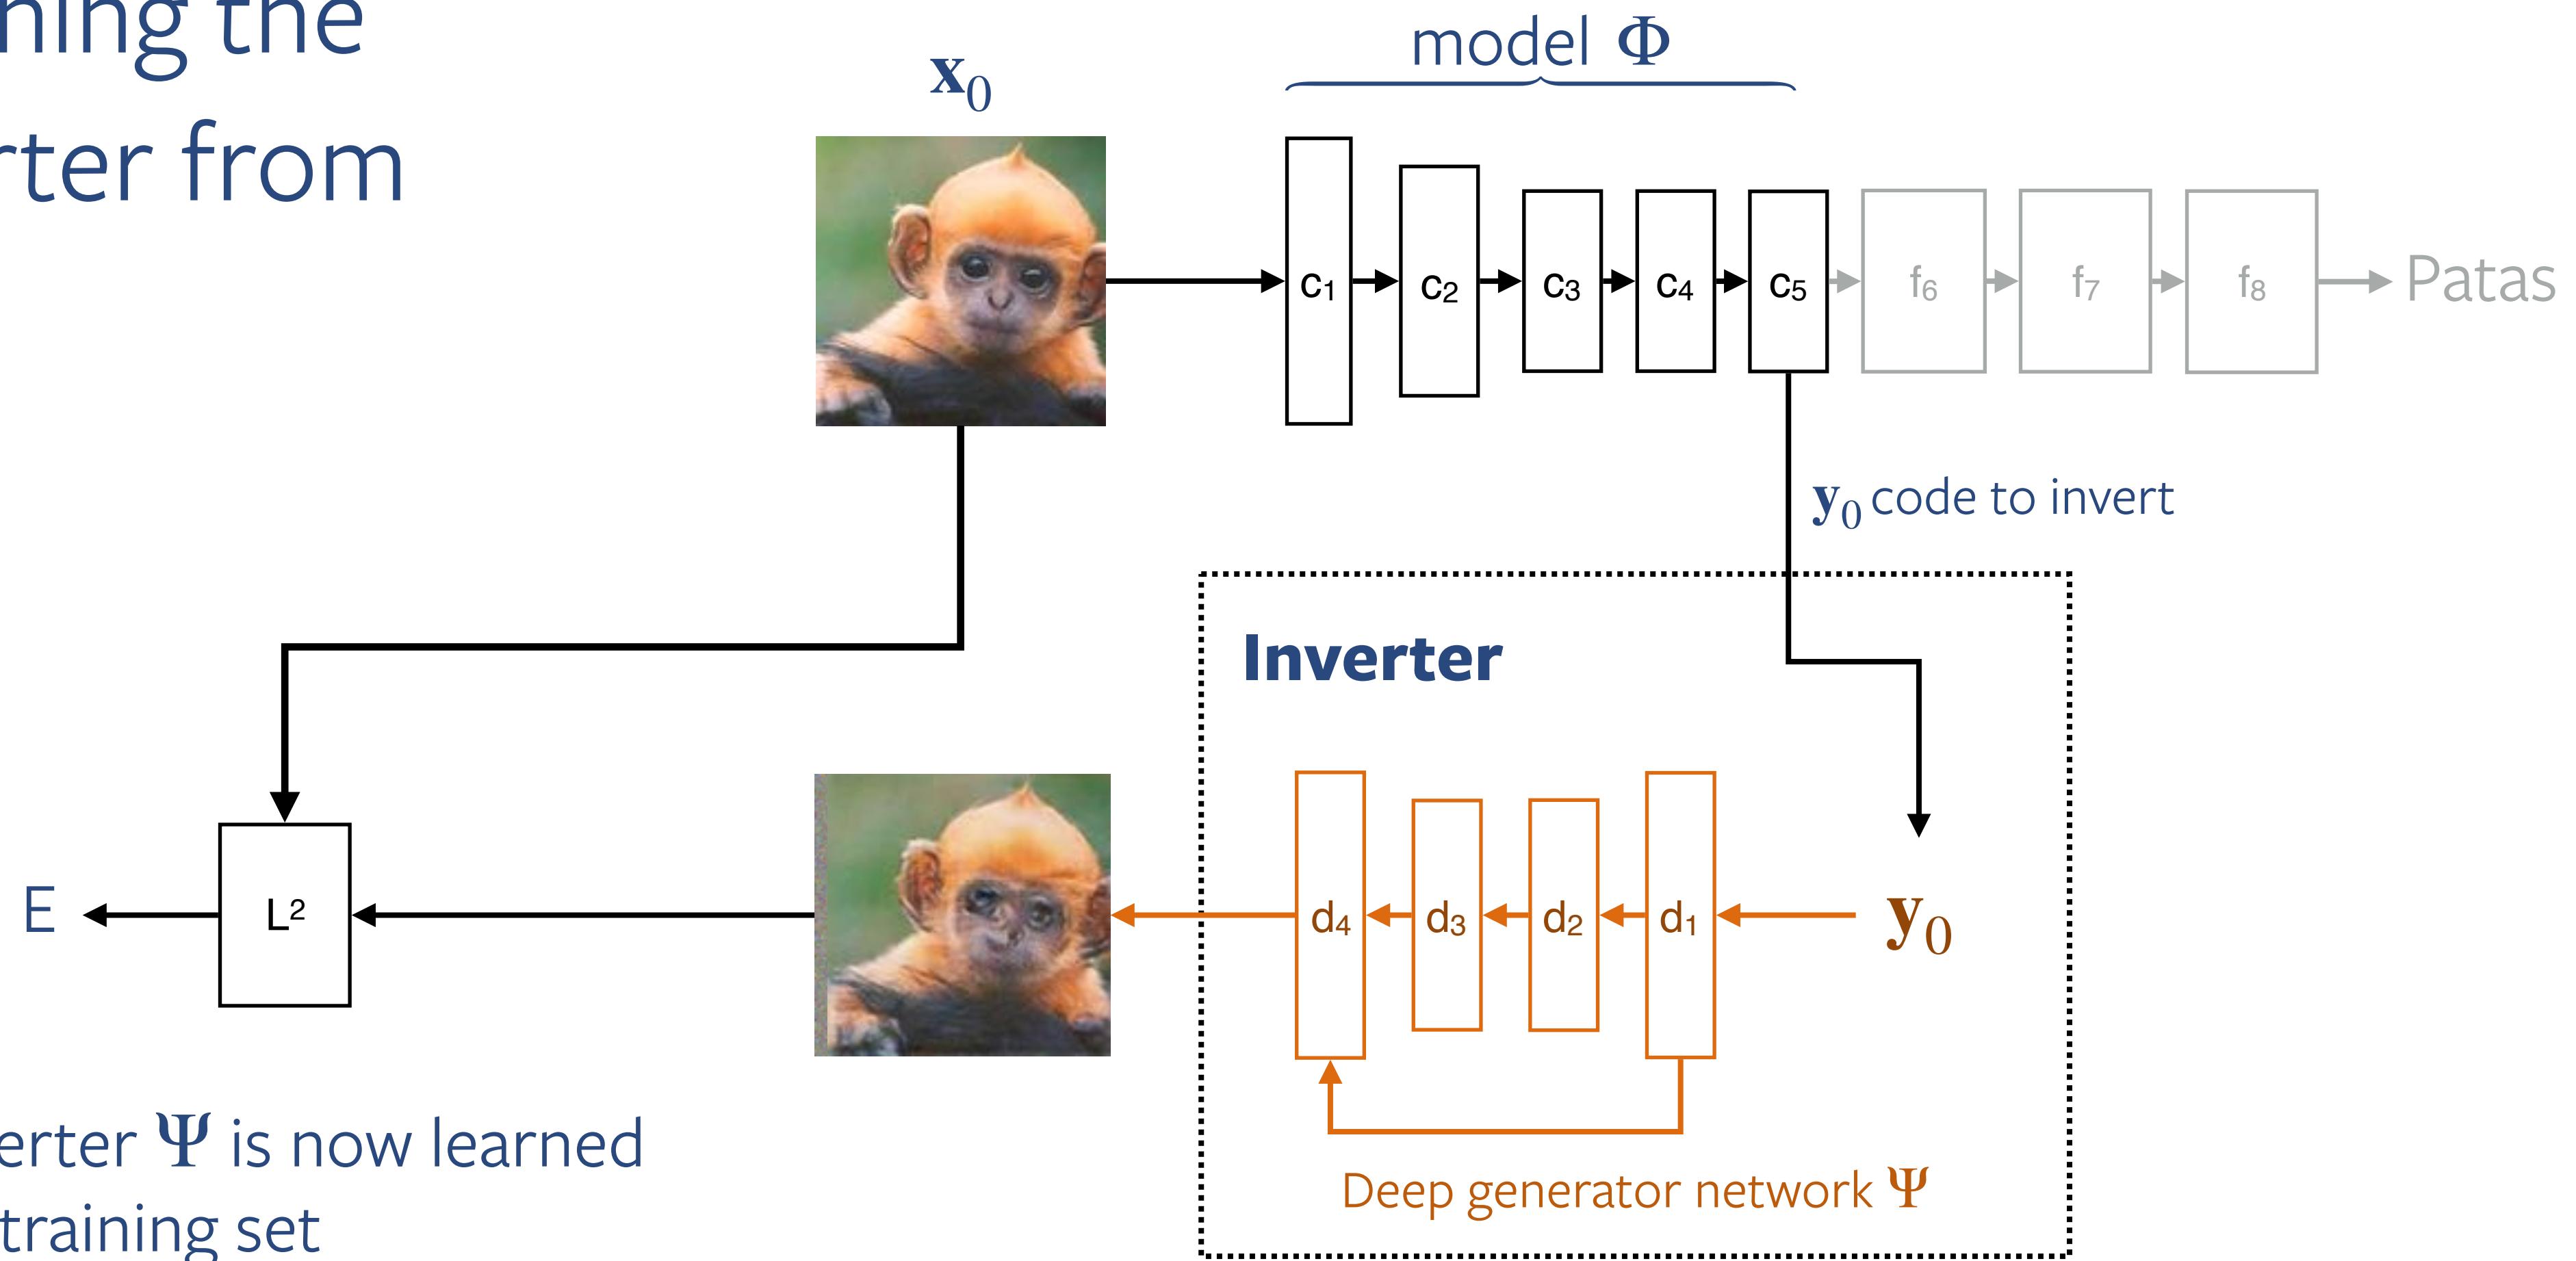 ning the
rter from
x₀
model Φ
c₁ c₂ c₃ c₄ c₅ f₆ f₇ f₈ Patas
y₀ code to invert
Inverter
E L² d₄ d₃ d₂ d₁ y₀
Deep generator network Ψ
erter Ψ is now learned
training set